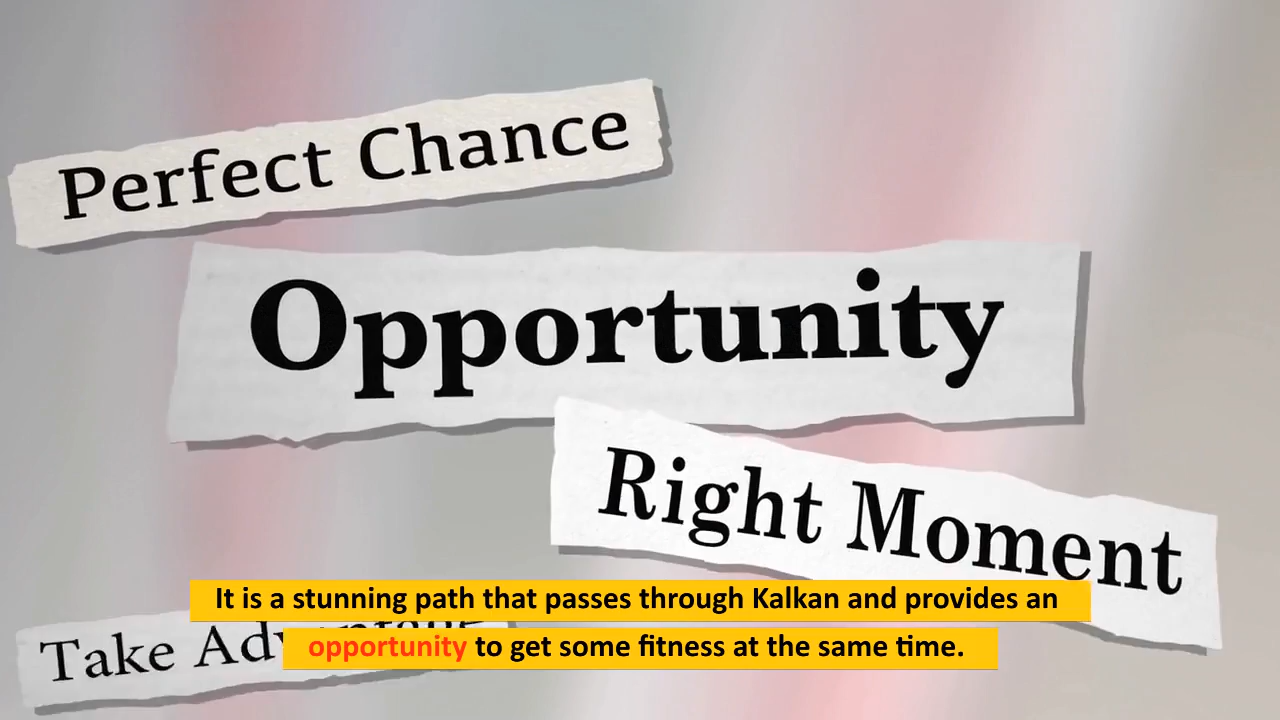 Perfect Chance
Opportunity
Right Moment
Take
It is a stunning path that passes through Kalkan and provides an
opportunity to get some fitness at the same time.